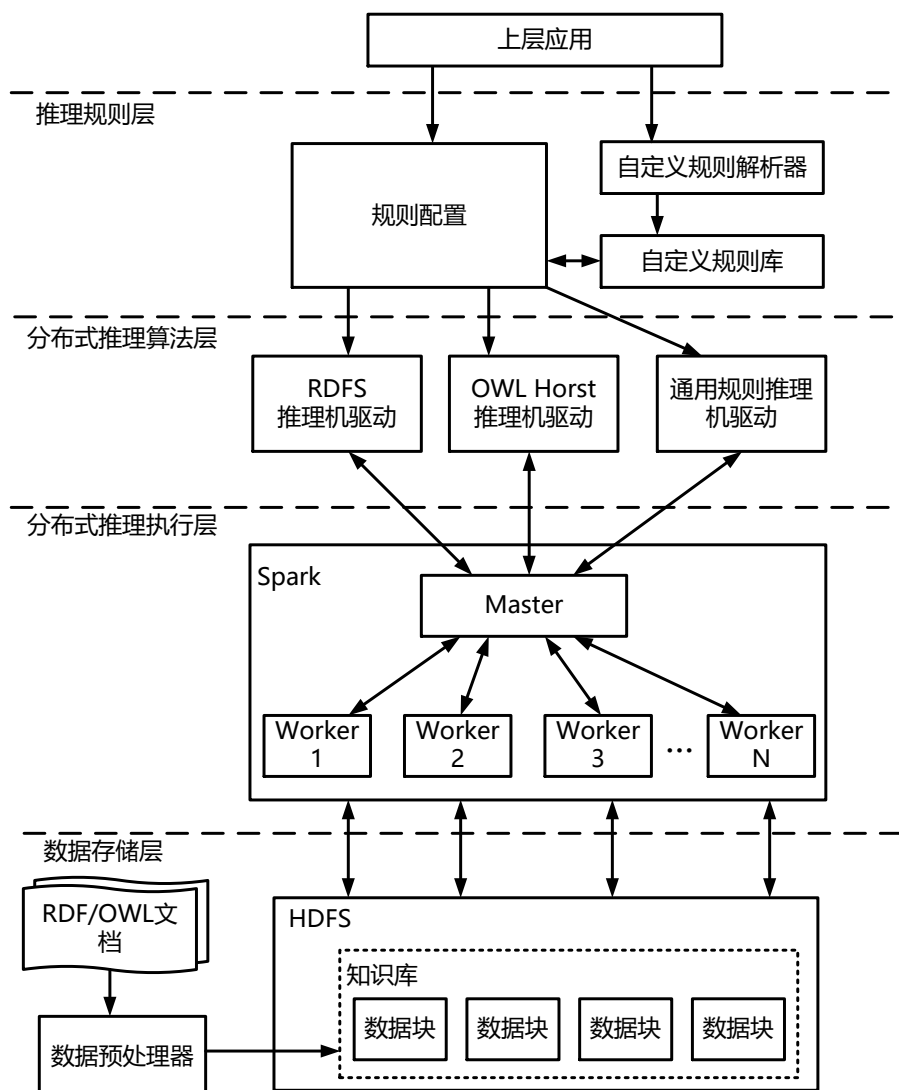 上层应用
推理规则层
自定义规则解析器
规则配置
自定义规则库
分布式推理算法层
RDFS
推理机驱动
OWL Horst
推理机驱动
通用规则推理
机驱动
分布式推理执行层
Spark
Master
Worker
1
Worker
2
Worker
3
...
Worker
N
数据存储层
RDF/OWL文
档
HDFS
知识库
数据块
数据块
数据块
数据块
数据预处理器